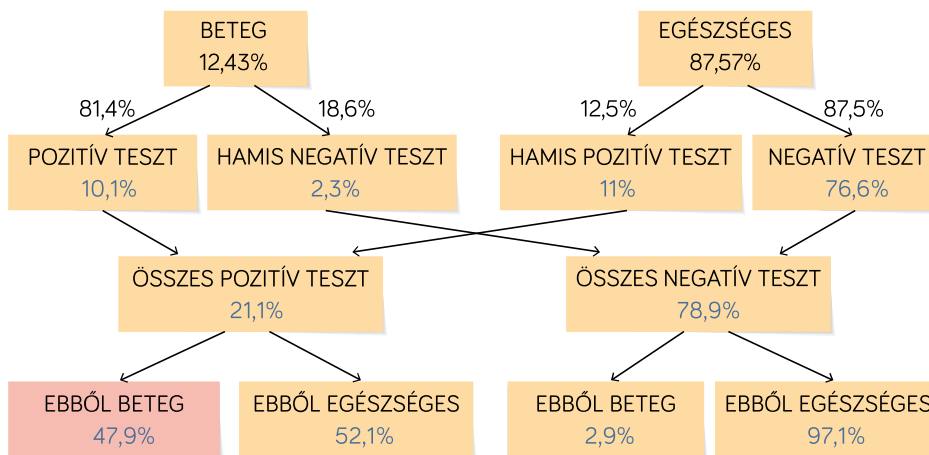 BETEG
12,43%
EGÉSZSÉGES
87,57%
81,4%
18,6%
12,5%
87,5%
POZITÍV TESZT
10,1%
HAMIS NEGATÍV TESZT
2,3%
HAMIS POZITÍV TESZT
11%
NEGATÍV TESZT
76,6%
ÖSSZES POZITÍV TESZT
21,1%
ÖSSZES NEGATÍV TESZT
78,9%
EBBŐL BETEG
47,9%
EBBŐL EGÉSZSÉGES
52,1%
EBBŐL BETEG
2,9%
EBBŐL EGÉSZSÉGES
97,1%